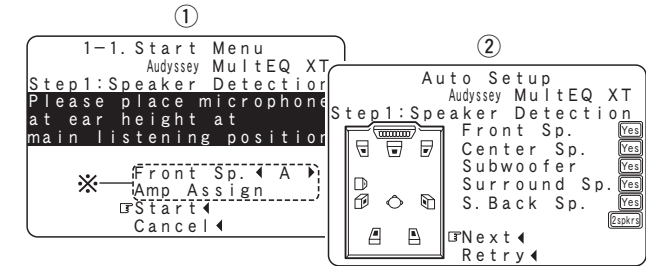 ①
1-1. Start Menu
Audyssey MultEQ XT
Step1:Speaker Detection
Please place microphone
at ear height at
main listening position
※
Front Sp. ◀ A ▶
Amp Assign
☞Start◀
Cancel◀
②
Auto Setup
Audyssey MultEQ XT
Step1:Speaker Detection
Front Sp. Yes
Center Sp. Yes
Subwoofer Yes
Surround Sp. Yes
S.Back Sp. Yes
2spkrs
☞Next◀
Retry◀